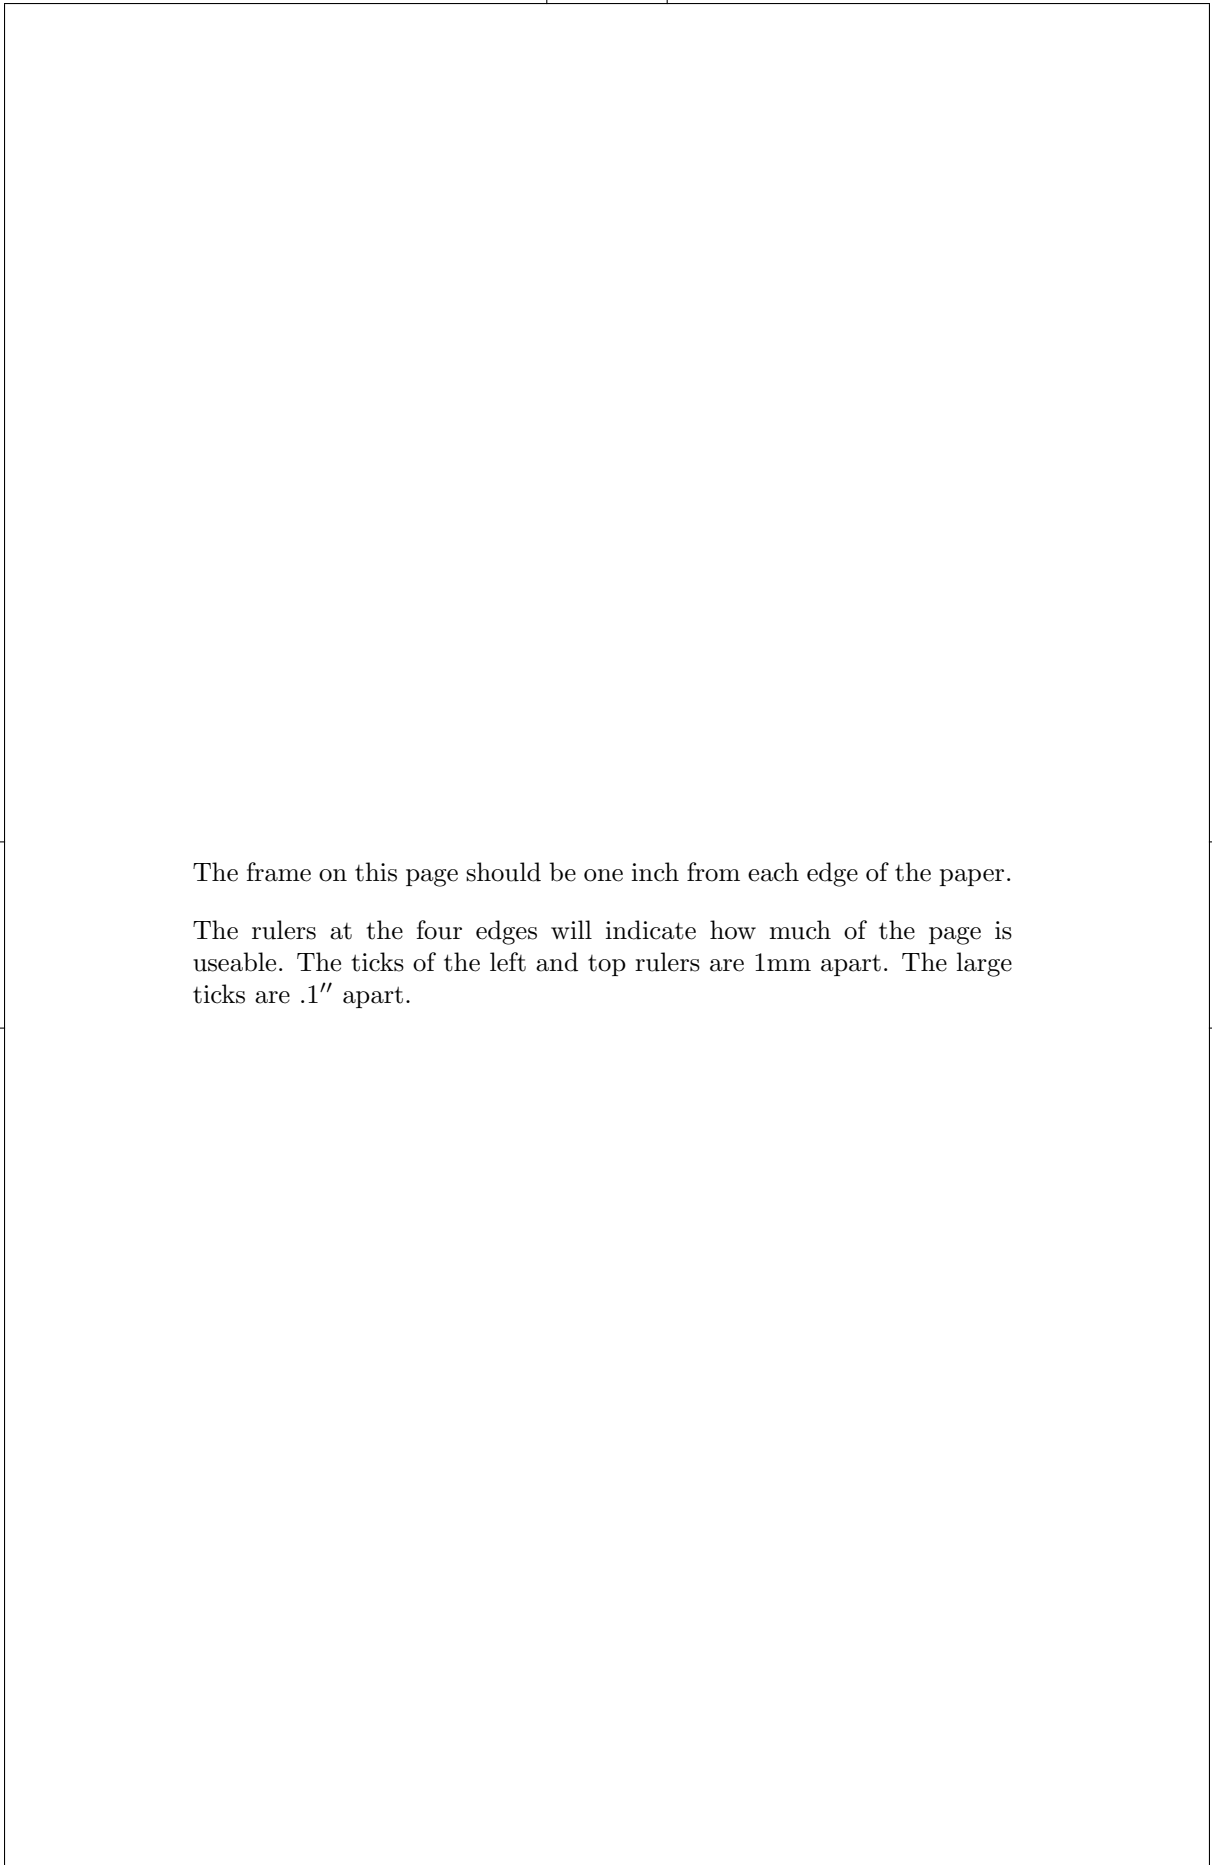 The frame on this page should be one inch from each edge of the paper.
The rulers at the four edges will indicate how much of the page is
useable. The ticks of the left and top rulers are 1mm apart. The large
ticks are .1″ apart.